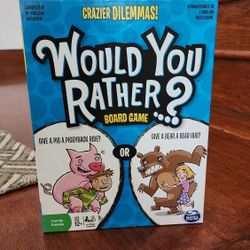 CRAZIER DILEMMAS!
WOULD YOU
RATHER...?
BOARD GAME
GIVE A PIG A PIGGYBACK RIDE?
OR
GIVE A BEAR A BEAR HUG?
12+